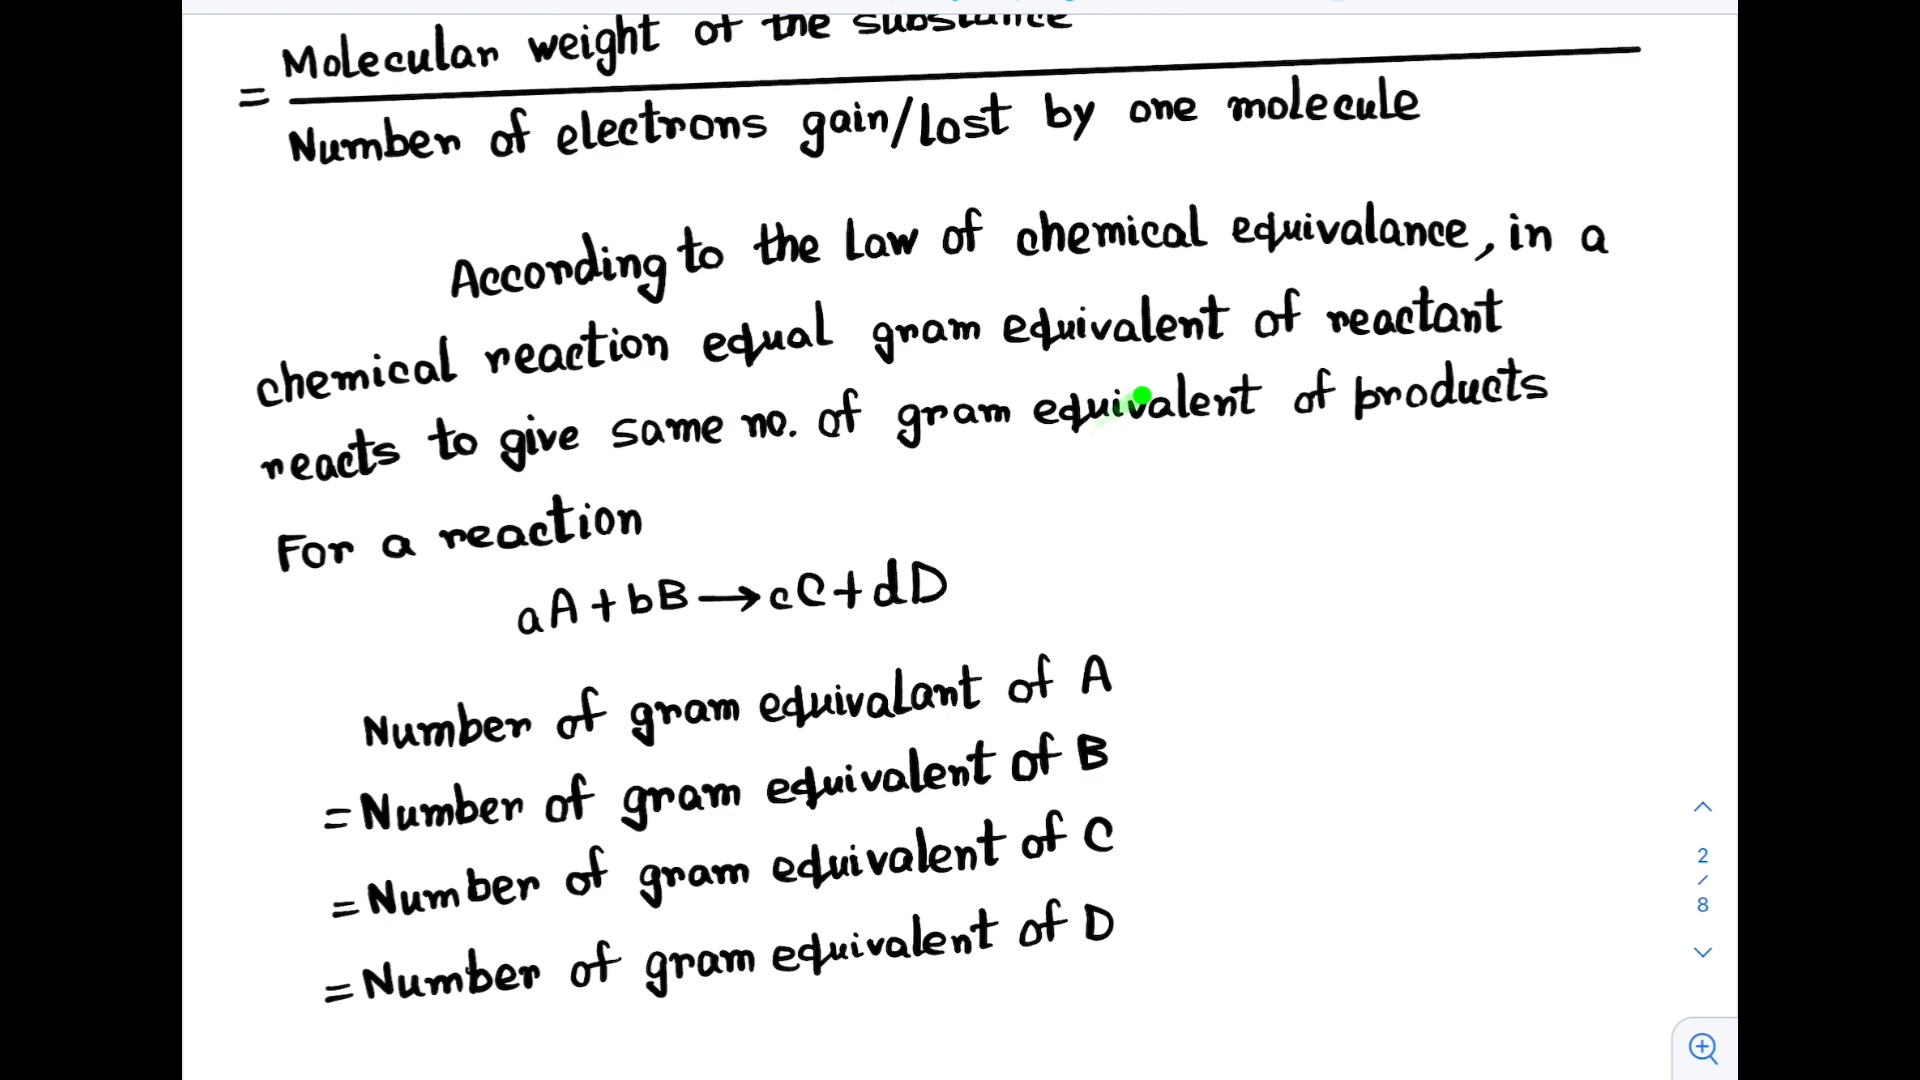 Molecular weight of the substance
=
Number of electrons gain/lost by one molecule
According to the Law of chemical equivalance, in a
chemical reaction equal gram equivalent of reactant
reacts to give same no. of gram equivalent of products
For a reaction
aA + bB → cC + dD
Number of gram equivalant of A
= Number of gram equivalent of B
= Number of gram equivalent of C
= Number of gram equivalent of D
2
/
8